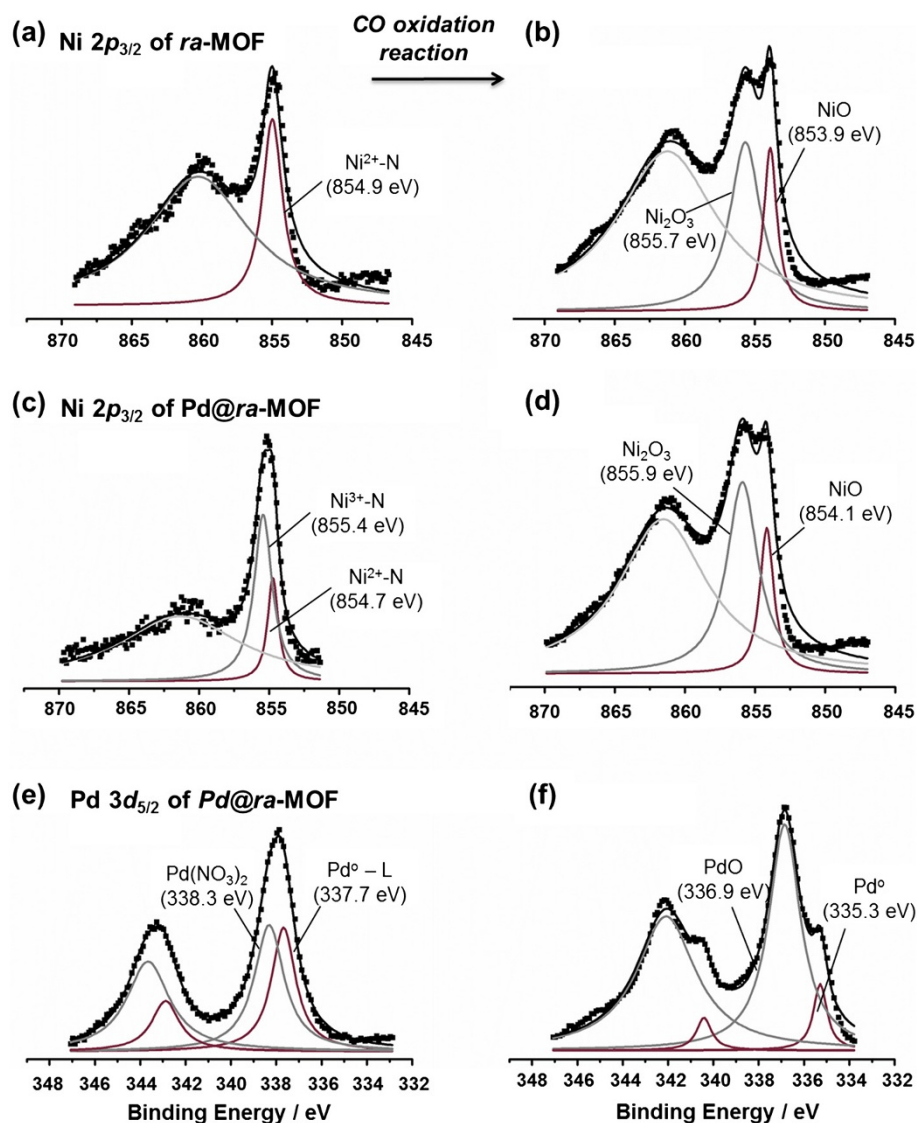 (a) Ni 2p3/2 of ra-MOF
CO oxidation
reaction
(b)
Ni2+-N
(854.9 eV)
NiO
(853.9 eV)
Ni2O3
(855.7 eV)
870 865 860 855 850 845
870 865 860 855 850 845
(c) Ni 2p3/2 of Pd@ra-MOF
(d)
Ni3+-N
(855.4 eV)
Ni2+-N
(854.7 eV)
Ni2O3
(855.9 eV)
NiO
(854.1 eV)
870 865 860 855 850 845
870 865 860 855 850 845
(e) Pd 3d5/2 of Pd@ra-MOF
(f)
Pd(NO3)2
(338.3 eV)
Pdº – L
(337.7 eV)
PdO
(336.9 eV)
Pdº
(335.3 eV)
348 346 344 342 340 338 336 334 332
348 346 344 342 340 338 336 334 332
Binding Energy / eV
Binding Energy / eV